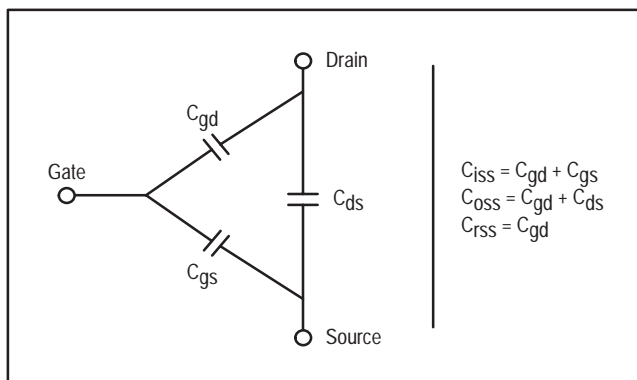 Drain
Cgd
Gate
Cds
Cgs
Source
Ciss = Cgd + Cgs
Coss = Cgd + Cds
Crss = Cgd